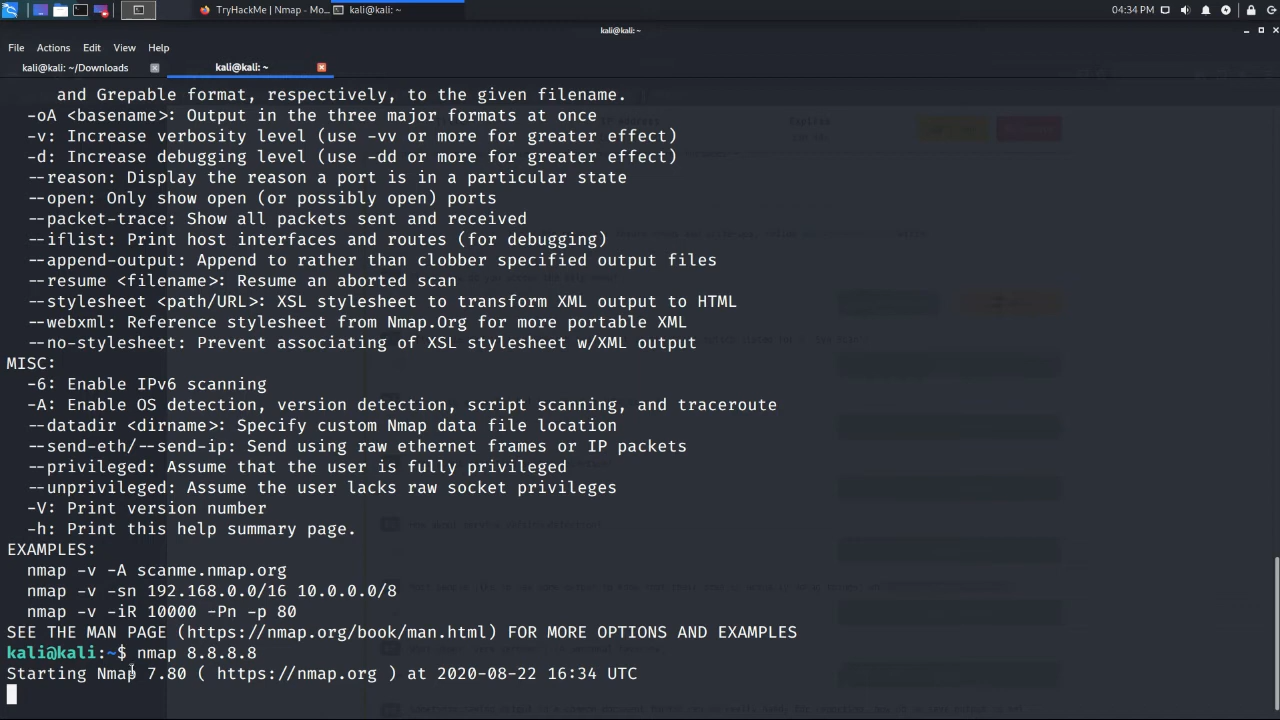 TryHackMe | Nmap - Mo...
kali@kali: ~
04:34 PM
kali@kali: ~
File Actions Edit View Help
kali@kali: ~/Downloads
kali@kali: ~
and Grepable format, respectively, to the given filename.
-oA <basename>: Output in the three major formats at once
-v: Increase verbosity level (use -vv or more for greater effect)
-d: Increase debugging level (use -dd or more for greater effect)
--reason: Display the reason a port is in a particular state
--open: Only show open (or possibly open) ports
--packet-trace: Show all packets sent and received
--iflist: Print host interfaces and routes (for debugging)
--append-output: Append to rather than clobber specified output files
--resume <filename>: Resume an aborted scan
--stylesheet <path/URL>: XSL stylesheet to transform XML output to HTML
--webxml: Reference stylesheet from Nmap.Org for more portable XML
--no-stylesheet: Prevent associating of XSL stylesheet w/XML output
MISC:
-6: Enable IPv6 scanning
-A: Enable OS detection, version detection, script scanning, and traceroute
--datadir <dirname>: Specify custom Nmap data file location
--send-eth/--send-ip: Send using raw ethernet frames or IP packets
--privileged: Assume that the user is fully privileged
--unprivileged: Assume the user lacks raw socket privileges
-V: Print version number
-h: Print this help summary page.
EXAMPLES:
nmap -v -A scanme.nmap.org
nmap -v -sn 192.168.0.0/16 10.0.0.0/8
nmap -v -iR 10000 -Pn -p 80
SEE THE MAN PAGE (https://nmap.org/book/man.html) FOR MORE OPTIONS AND EXAMPLES
kali@kali:~$ nmap 8.8.8.8
Starting Nmap 7.80 ( https://nmap.org ) at 2020-08-22 16:34 UTC